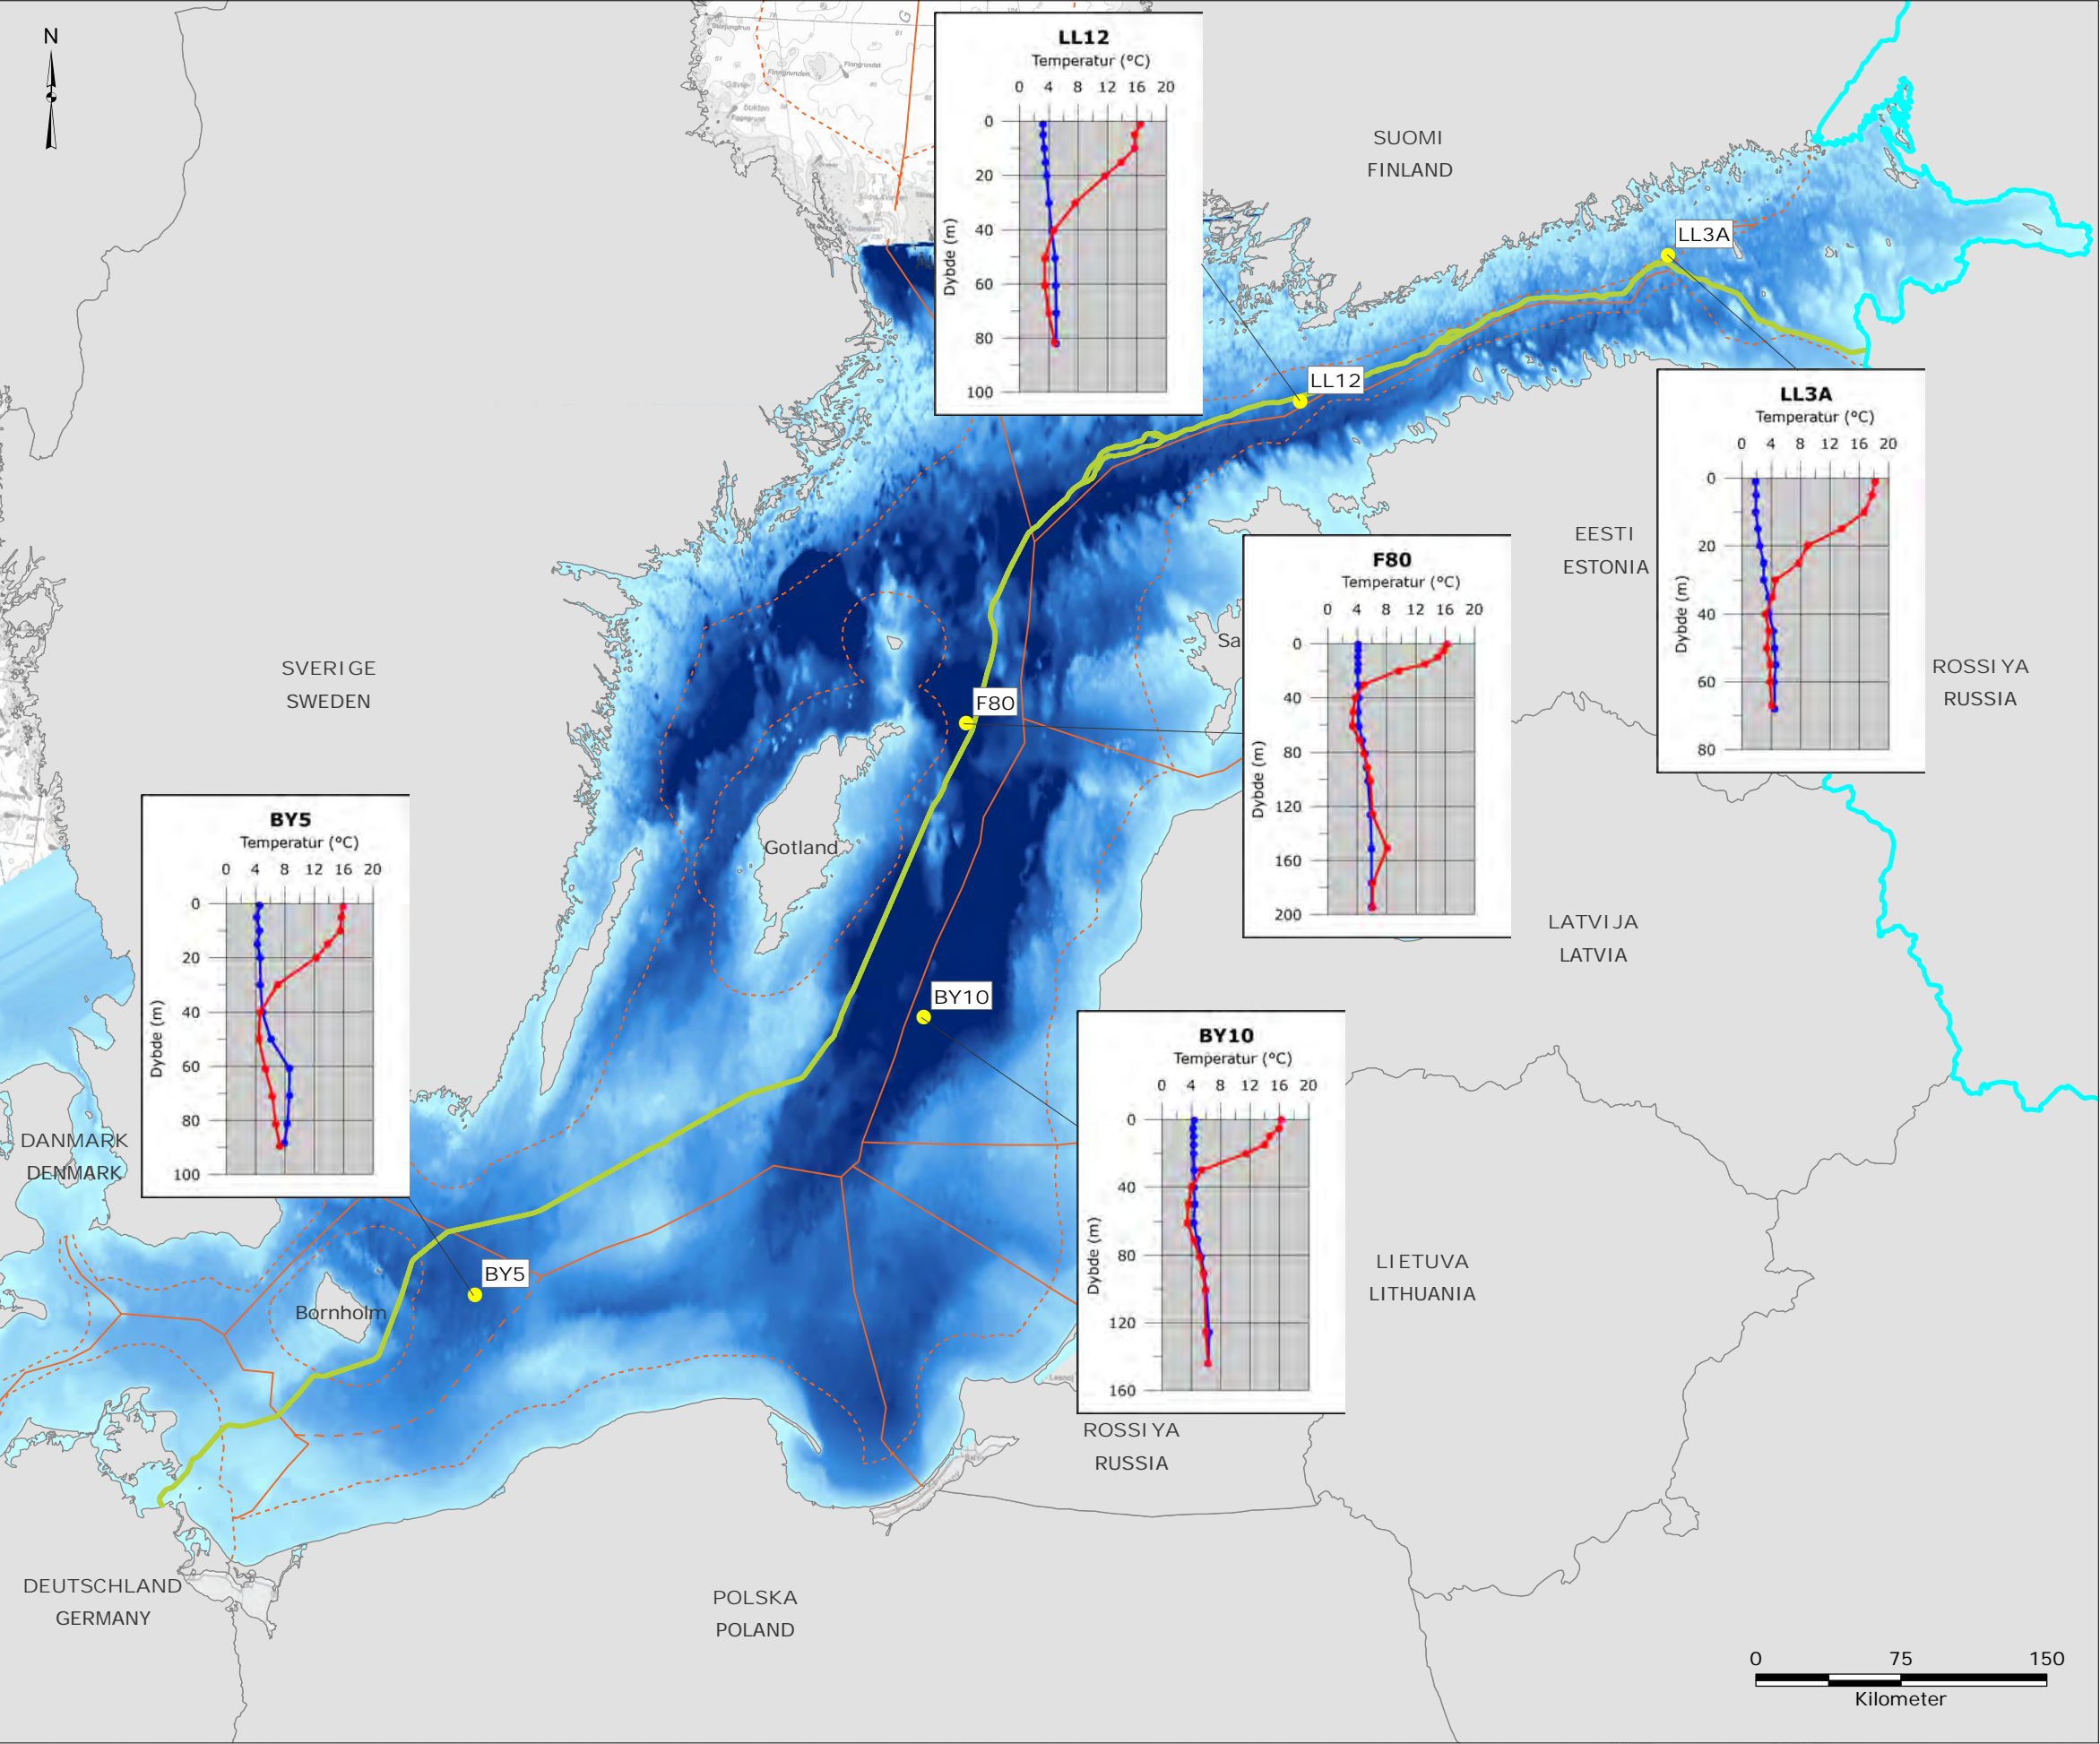 N
LL12
Temperatur (°C)
0 4 8 12 16 20
Dybde (m)
0
20
40
60
80
100
SUOMI
FINLAND
LL3A
LL12
LL3A
Temperatur (°C)
0 4 8 12 16 20
Dybde (m)
0
20
40
60
80
F80
Temperatur (°C)
0 4 8 12 16 20
Dybde (m)
0
40
80
120
160
200
EESTI
ESTONIA
Sa
SVERIGE
SWEDEN
F80
ROSSIYA
RUSSIA
BY5
Temperatur (°C)
0 4 8 12 16 20
Dybde (m)
0
20
40
60
80
100
Gotland
LATVIJA
LATVIA
BY10
BY10
Temperatur (°C)
0 4 8 12 16 20
Dybde (m)
0
40
80
120
160
DANMARK
DENMARK
BY5
Bornholm
LIETUVA
LITHUANIA
ROSSIYA
RUSSIA
DEUTSCHLAND
GERMANY
POLSKA
POLAND
0 75 150
Kilometer